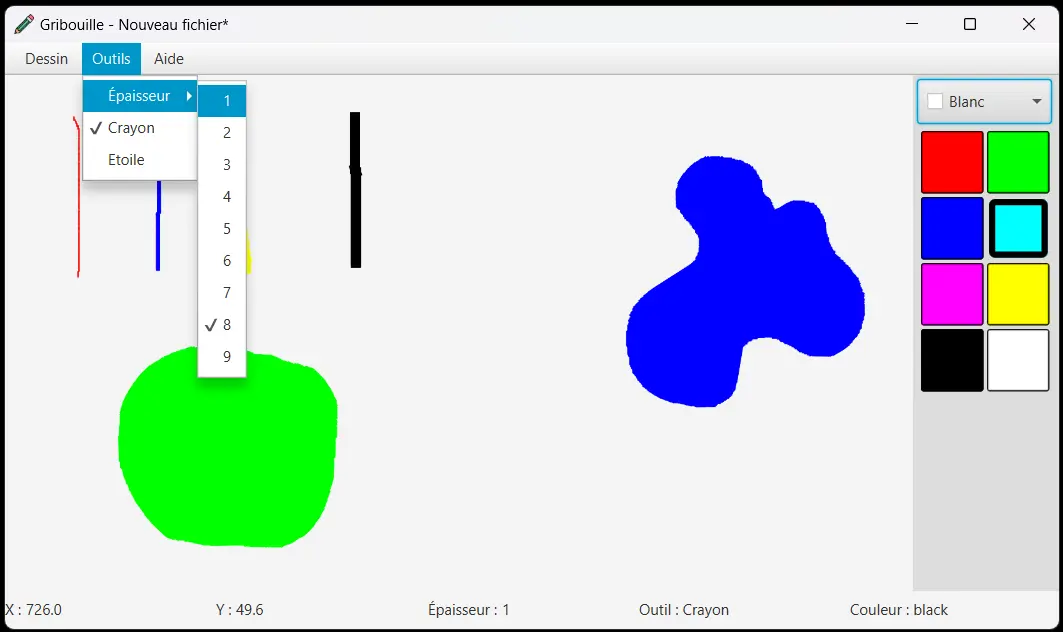 Gribouille - Nouveau fichier*
Dessin Outils Aide
Épaisseur
Crayon
Etoile
1
2
3
4
5
6
7
8
9
Blanc
X : 726.0 Y : 49.6 Épaisseur : 1 Outil : Crayon Couleur : black